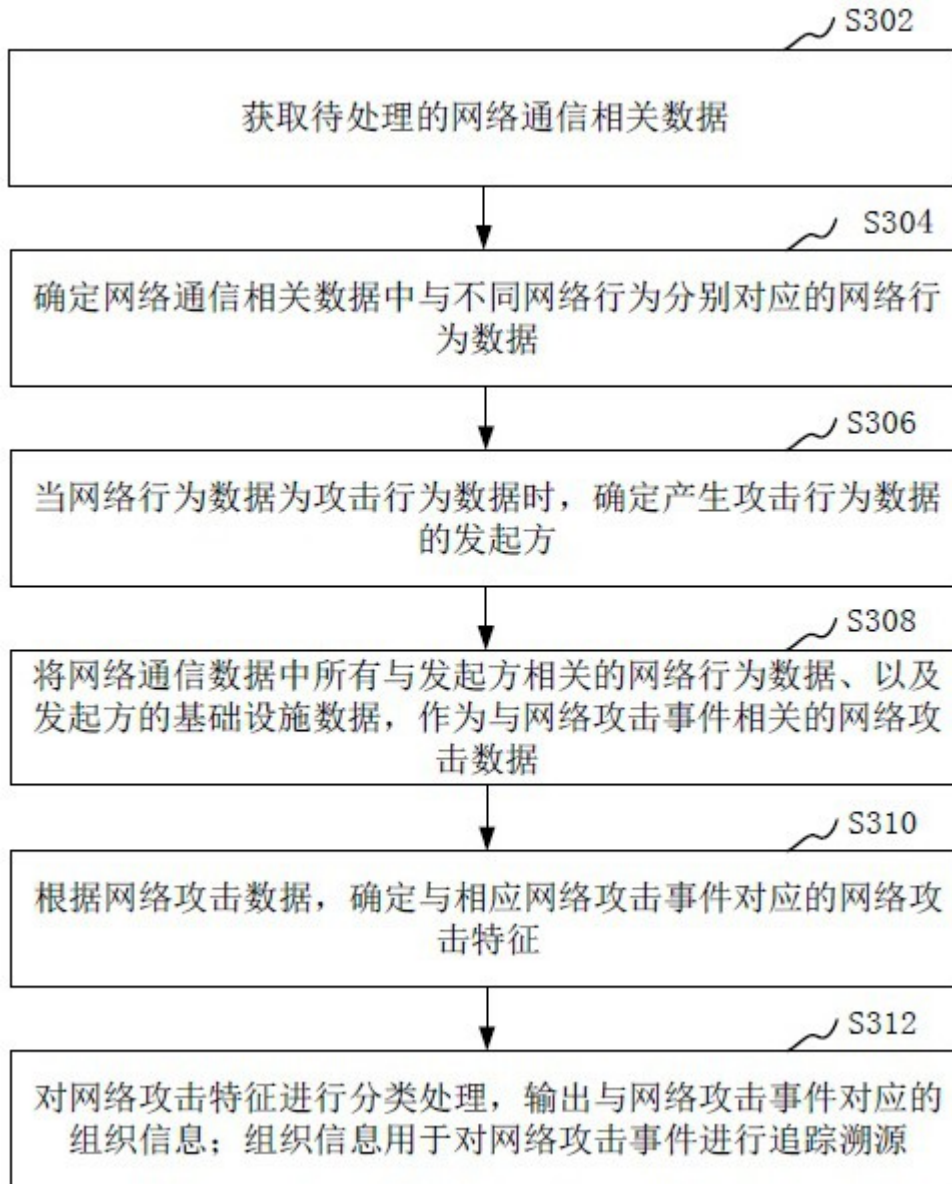 S302
获取待处理的网络通信相关数据
S304
确定网络通信相关数据中与不同网络行为分别对应的网络行
为数据
S306
当网络行为数据为攻击行为数据时，确定产生攻击行为数据
的发起方
S308
将网络通信数据中所有与发起方相关的网络行为数据、以及
发起方的基础设施数据，作为与网络攻击事件相关的网络攻
击数据
S310
根据网络攻击数据，确定与相应网络攻击事件对应的网络攻
击特征
S312
对网络攻击特征进行分类处理，输出与网络攻击事件对应的
组织信息；组织信息用于对网络攻击事件进行追踪溯源